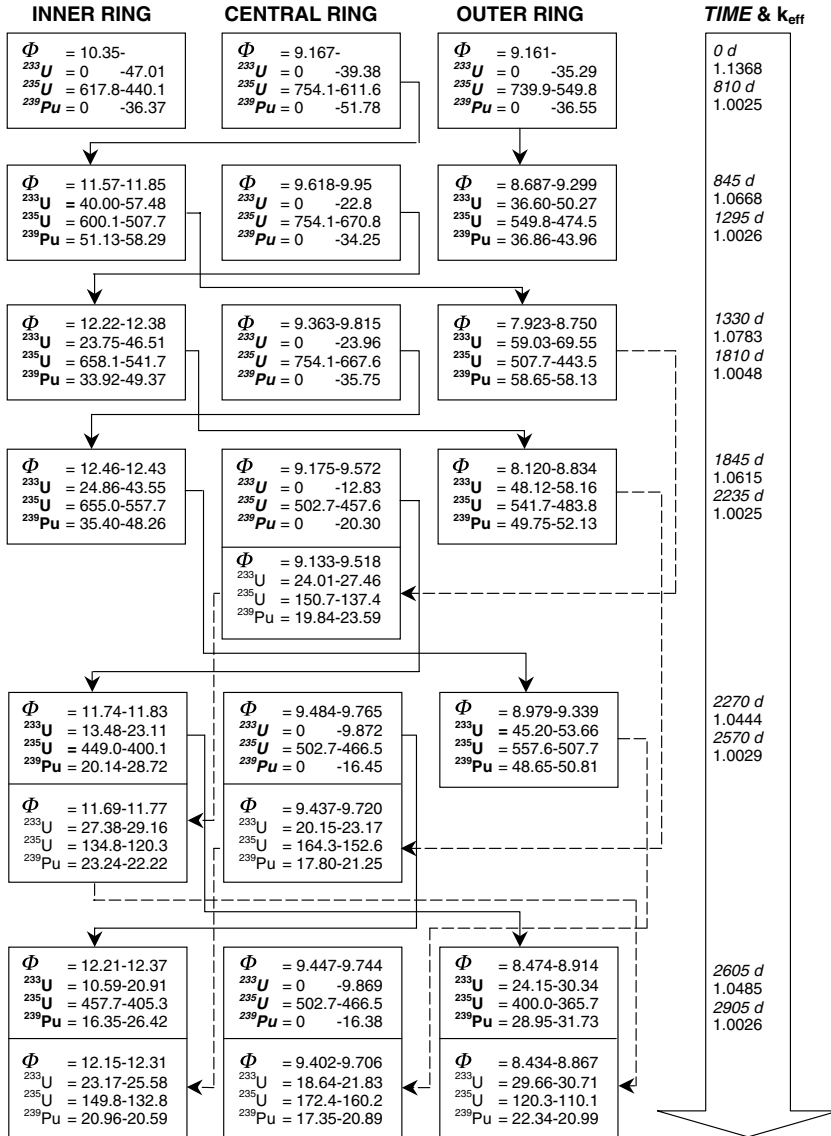 INNER RING
CENTRAL RING
OUTER RING
TIME & k_eff
Φ = 10.35-
²³³U = 0 -47.01
²³⁵U = 617.8-440.1
²³⁹Pu = 0 -36.37
Φ = 9.167-
²³³U = 0 -39.38
²³⁵U = 754.1-611.6
²³⁹Pu = 0 -51.78
Φ = 9.161-
²³³U = 0 -35.29
²³⁵U = 739.9-549.8
²³⁹Pu = 0 -36.55
0 d
1.1368
810 d
1.0025
Φ = 11.57-11.85
²³³U = 40.00-57.48
²³⁵U = 600.1-507.7
²³⁹Pu = 51.13-58.29
Φ = 9.618-9.95
²³³U = 0 -22.8
²³⁵U = 754.1-670.8
²³⁹Pu = 0 -34.25
Φ = 8.687-9.299
²³³U = 36.60-50.27
²³⁵U = 549.8-474.5
²³⁹Pu = 36.86-43.96
845 d
1.0668
1295 d
1.0026
Φ = 12.22-12.38
²³³U = 23.75-46.51
²³⁵U = 658.1-541.7
²³⁹Pu = 33.92-49.37
Φ = 9.363-9.815
²³³U = 0 -23.96
²³⁵U = 754.1-667.6
²³⁹Pu = 0 -35.75
Φ = 7.923-8.750
²³³U = 59.03-69.55
²³⁵U = 507.7-443.5
²³⁹Pu = 58.65-58.13
1330 d
1.0783
1810 d
1.0048
Φ = 12.46-12.43
²³³U = 24.86-43.55
²³⁵U = 655.0-557.7
²³⁹Pu = 35.40-48.26
Φ = 9.175-9.572
²³³U = 0 -12.83
²³⁵U = 502.7-457.6
²³⁹Pu = 0 -20.30
Φ = 8.120-8.834
²³³U = 48.12-58.16
²³⁵U = 541.7-483.8
²³⁹Pu = 49.75-52.13
1845 d
1.0615
2235 d
1.0025
Φ = 9.133-9.518
²³³U = 24.01-27.46
²³⁵U = 150.7-137.4
²³⁹Pu = 19.84-23.59
Φ = 11.74-11.83
²³³U = 13.48-23.11
²³⁵U = 449.0-400.1
²³⁹Pu = 20.14-28.72
Φ = 9.484-9.765
²³³U = 0 -9.872
²³⁵U = 502.7-466.5
²³⁹Pu = 0 -16.45
Φ = 8.979-9.339
²³³U = 45.20-53.66
²³⁵U = 557.6-507.7
²³⁹Pu = 48.65-50.81
2270 d
1.0444
2570 d
1.0029
Φ = 11.69-11.77
²³³U = 27.38-29.16
²³⁵U = 134.8-120.3
²³⁹Pu = 23.24-22.22
Φ = 9.437-9.720
²³³U = 20.15-23.17
²³⁵U = 164.3-152.6
²³⁹Pu = 17.80-21.25
Φ = 12.21-12.37
²³³U = 10.59-20.91
²³⁵U = 457.7-405.3
²³⁹Pu = 16.35-26.42
Φ = 9.447-9.744
²³³U = 0 -9.869
²³⁵U = 502.7-466.5
²³⁹Pu = 0 -16.38
Φ = 8.474-8.914
²³³U = 24.15-30.34
²³⁵U = 400.0-365.7
²³⁹Pu = 28.95-31.73
2605 d
1.0485
2905 d
1.0026
Φ = 12.15-12.31
²³³U = 23.17-25.58
²³⁵U = 149.8-132.8
²³⁹Pu = 20.96-20.59
Φ = 9.402-9.706
²³³U = 18.64-21.83
²³⁵U = 172.4-160.2
²³⁹Pu = 17.35-20.89
Φ = 8.434-8.867
²³³U = 29.66-30.71
²³⁵U = 120.3-110.1
²³⁹Pu = 22.34-20.99